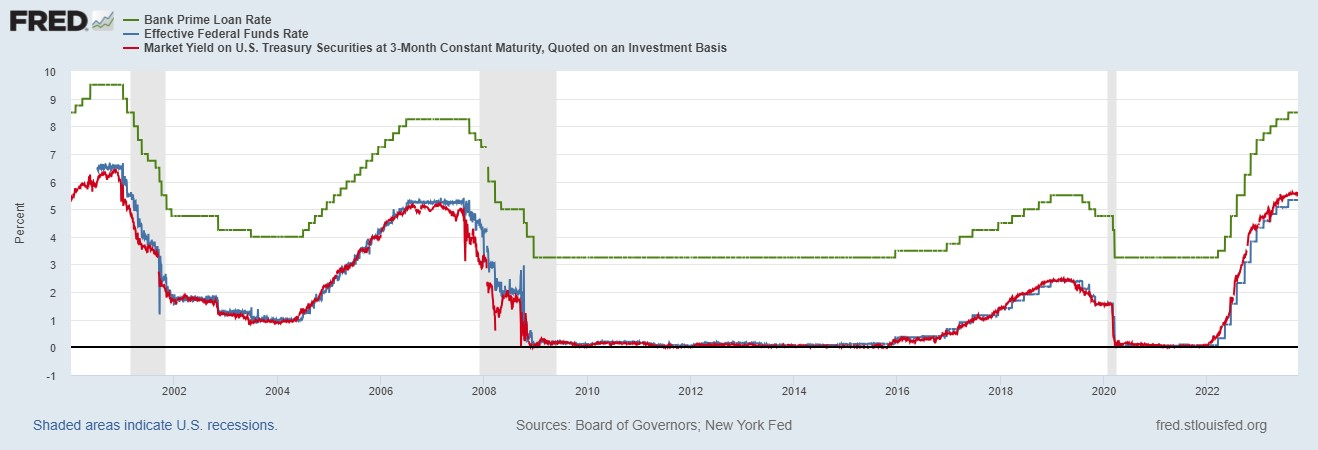 FRED
Bank Prime Loan Rate
Effective Federal Funds Rate
Market Yield on U.S. Treasury Securities at 3-Month Constant Maturity, Quoted on an Investment Basis
10
9
8
7
6
5
4
3
2
1
0
-1
Percent
2002 2004 2006 2008 2010 2012 2014 2016 2018 2020 2022
Shaded areas indicate U.S. recessions. Sources: Board of Governors; New York Fed fred.stlouisfed.org